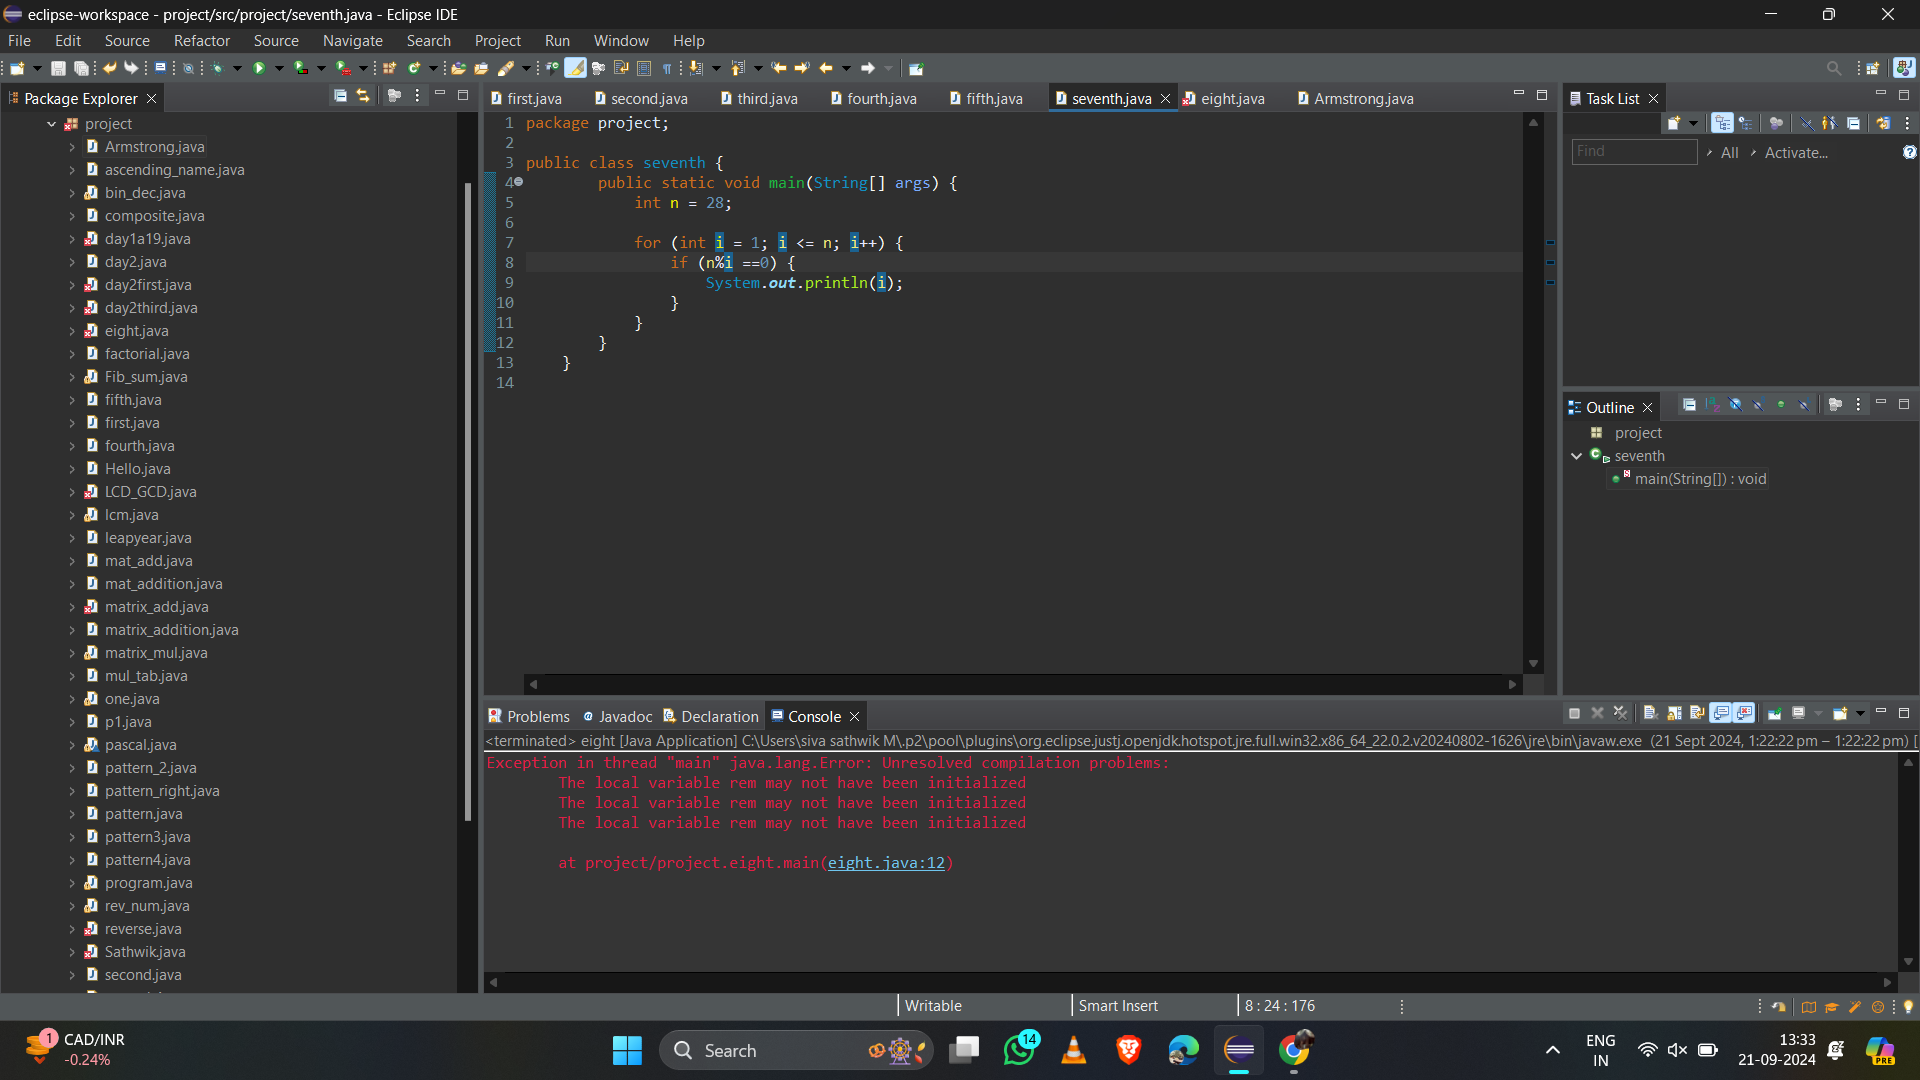 eclipse-workspace - project/src/project/seventh.java - Eclipse IDE
File Edit Source Refactor Source Navigate Search Project Run Window Help
Package Explorer
project
Armstrong.java
ascending_name.java
bin_dec.java
composite.java
day1a19.java
day2.java
day2first.java
day2third.java
eight.java
factorial.java
Fib_sum.java
fifth.java
first.java
fourth.java
Hello.java
LCD_GCD.java
lcm.java
leapyear.java
mat_add.java
mat_addition.java
matrix_add.java
matrix_addition.java
matrix_mul.java
mul_tab.java
one.java
p1.java
pascal.java
pattern_2.java
pattern_right.java
pattern.java
pattern3.java
pattern4.java
program.java
rev_num.java
reverse.java
Sathwik.java
second.java
first.java second.java third.java fourth.java fifth.java seventh.java eight.java Armstrong.java
1 package project;
2
3 public class seventh {
4 public static void main(String[] args) {
5 int n = 28;
6
7 for (int i = 1; i <= n; i++) {
8 if (n%i ==0) {
9 System.out.println(i);
10 }
11 }
12 }
13 }
14
Task List
Find All Activate...
Outline
project
seventh
main(String[]) : void
Problems Javadoc Declaration Console
<terminated> eight [Java Application] C:\Users\siva sathwik M\.p2\pool\plugins\org.eclipse.justj.openjdk.hotspot.jre.full.win32.x86_64_22.0.2.v20240802-1626\jre\bin\javaw.exe (21 Sept 2024, 1:22:22 pm – 1:22:22 pm) [
Exception in thread "main" java.lang.Error: Unresolved compilation problems:
The local variable rem may not have been initialized
The local variable rem may not have been initialized
The local variable rem may not have been initialized
at project/project.eight.main(eight.java:12)
Writable Smart Insert 8 : 24 : 176
1 CAD/INR
-0.24%
Search
14
ENG
IN
13:33
21-09-2024
PRE